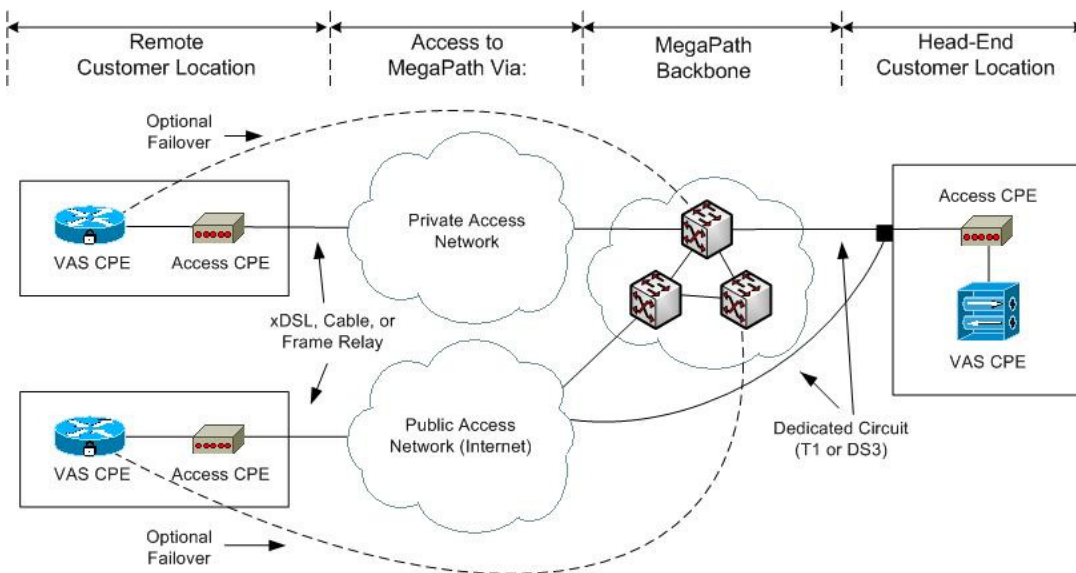 Remote
Customer Location
Access to
MegaPath Via:
MegaPath
Backbone
Head-End
Customer Location
Optional
Failover
VAS CPE
Access CPE
Private Access
Network
Access CPE
VAS CPE
xDSL, Cable, or
Frame Relay
VAS CPE
Access CPE
Public Access
Network (Internet)
Dedicated Circuit
(T1 or DS3)
Optional
Failover